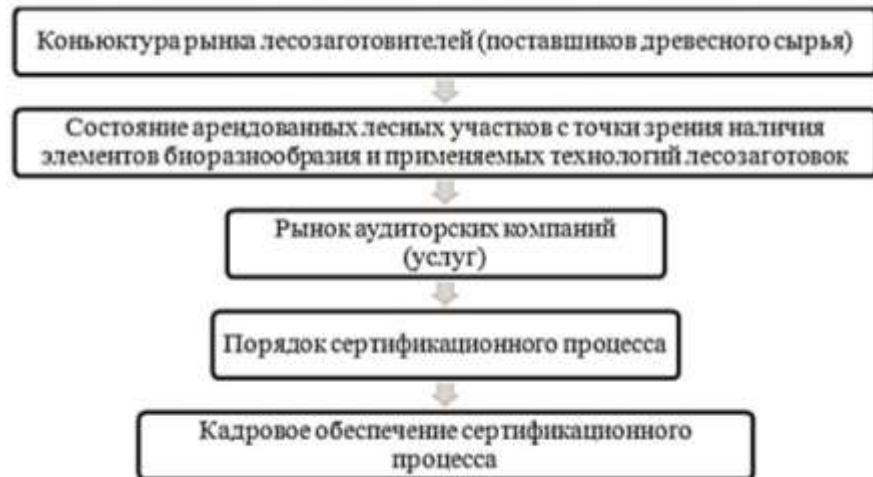 Коньюктура рынка лесозаготовителей (поставшиков древесного сырья)
Состояние арендованных лесных участков с точки зрения наличия
элементов биоразнообразия и применяемых технологий лесозаготовок
Рынок аудиторских компаний
(услуг)
Порядок сертификационного процесса
Кадровое обеспечение сертификационного
процесса